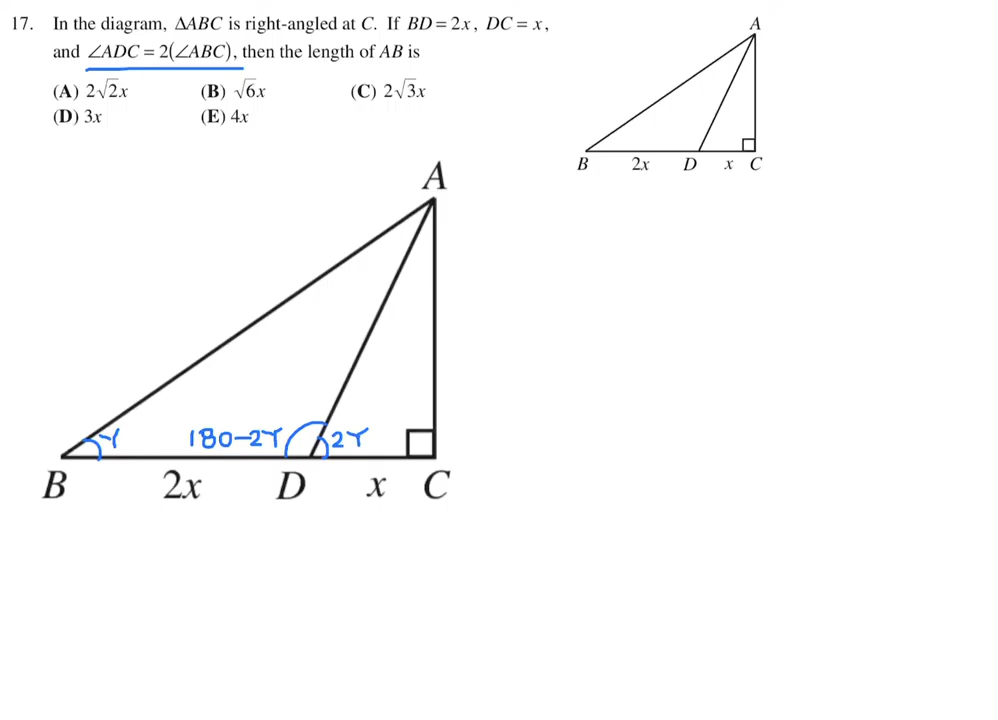 17. In the diagram, ΔABC is right-angled at C. If BD = 2x, DC = x,
and ∠ADC = 2(∠ABC), then the length of AB is
(A) 2√2x (B) √6x (C) 2√3x
(D) 3x (E) 4x
A
B 2x D x C
A
Y 180-2Y 2Y
B 2x D x C